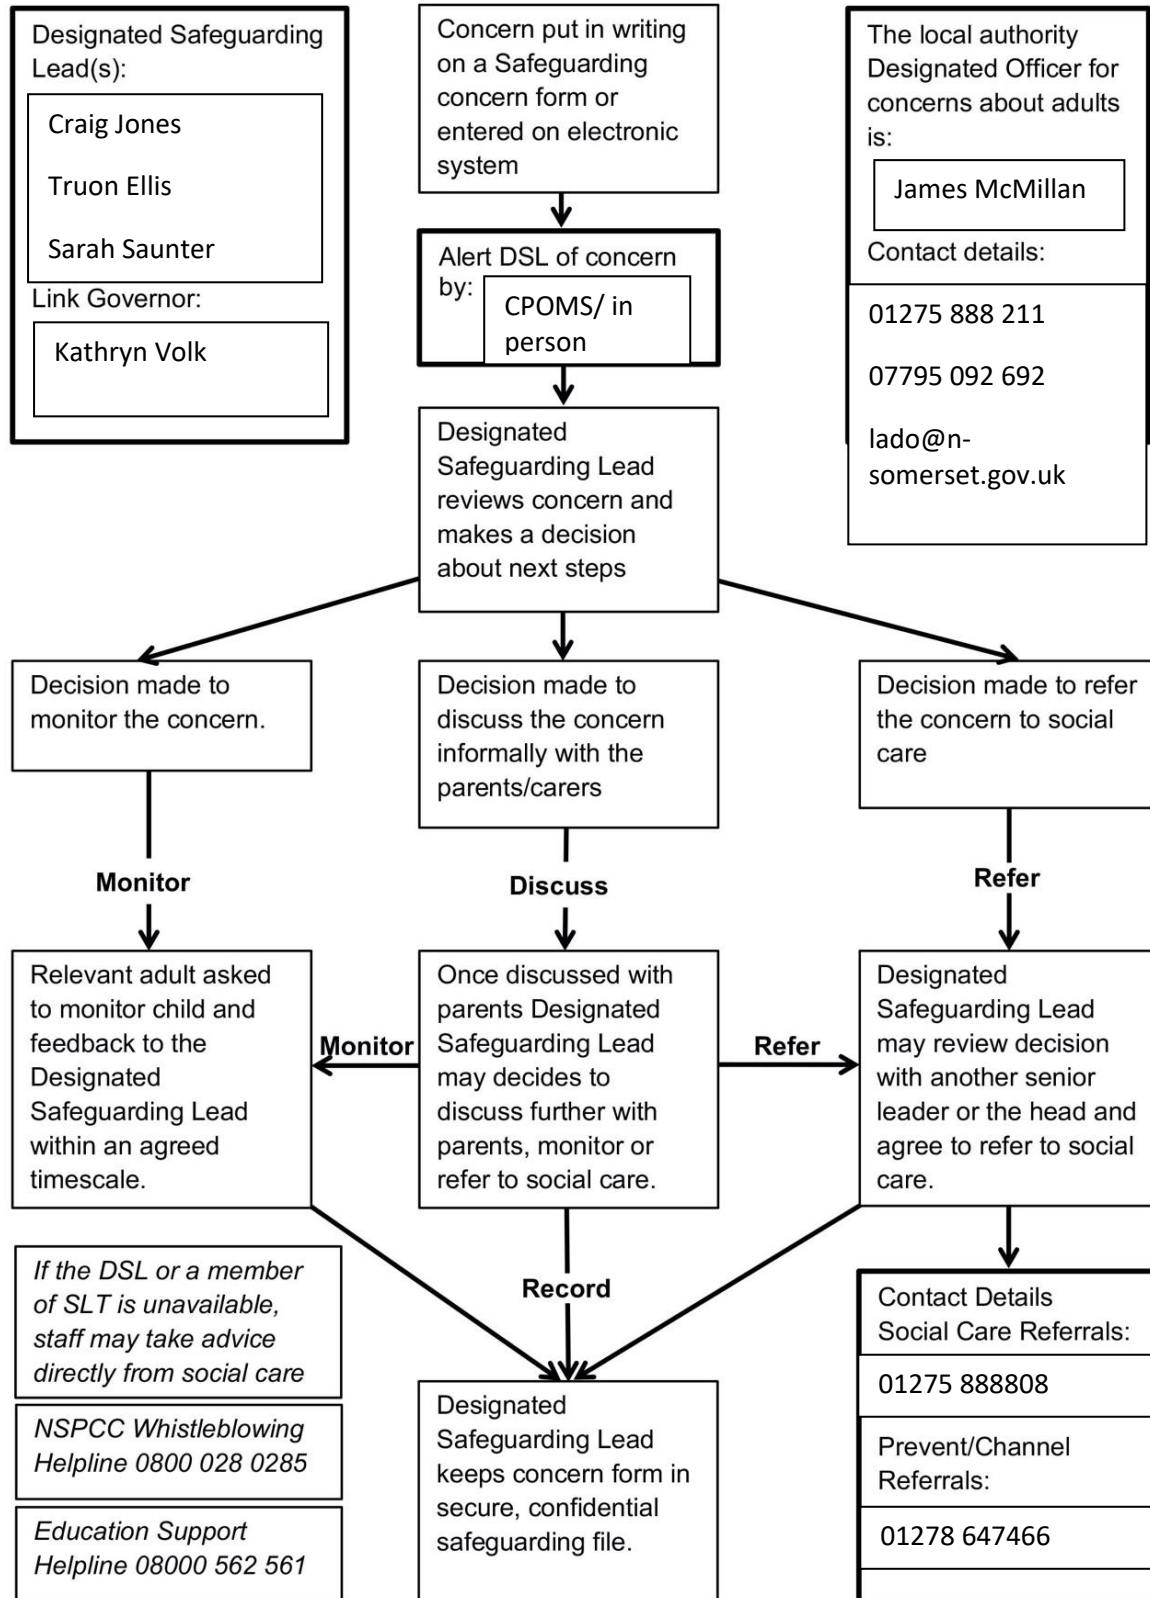 Designated Safeguarding
Lead(s):
Craig Jones
Truon Ellis
Sarah Saunter
Link Governor:
Kathryn Volk
Concern put in writing
on a Safeguarding
concern form or
entered on electronic
system
The local authority
Designated Officer for
concerns about adults
is:
James McMillan
Contact details:
01275 888 211
07795 092 692
lado@n-
somerset.gov.uk
Alert DSL of concern
by:
CPOMS/ in
person
Designated
Safeguarding Lead
reviews concern and
makes a decision
about next steps
Decision made to
monitor the concern.
Decision made to
discuss the concern
informally with the
parents/carers
Decision made to refer
the concern to social
care
Monitor
Discuss
Refer
Relevant adult asked
to monitor child and
feedback to the
Designated
Safeguarding Lead
within an agreed
timescale.
Monitor
Once discussed with
parents Designated
Safeguarding Lead
may decides to
discuss further with
parents, monitor or
refer to social care.
Refer
Designated
Safeguarding Lead
may review decision
with another senior
leader or the head and
agree to refer to social
care.
If the DSL or a member
of SLT is unavailable,
staff may take advice
directly from social care
NSPCC Whistleblowing
Helpline 0800 028 0285
Education Support
Helpline 08000 562 561
Record
Designated
Safeguarding Lead
keeps concern form in
secure, confidential
safeguarding file.
Contact Details
Social Care Referrals:
01275 888808
Prevent/Channel
Referrals:
01278 647466